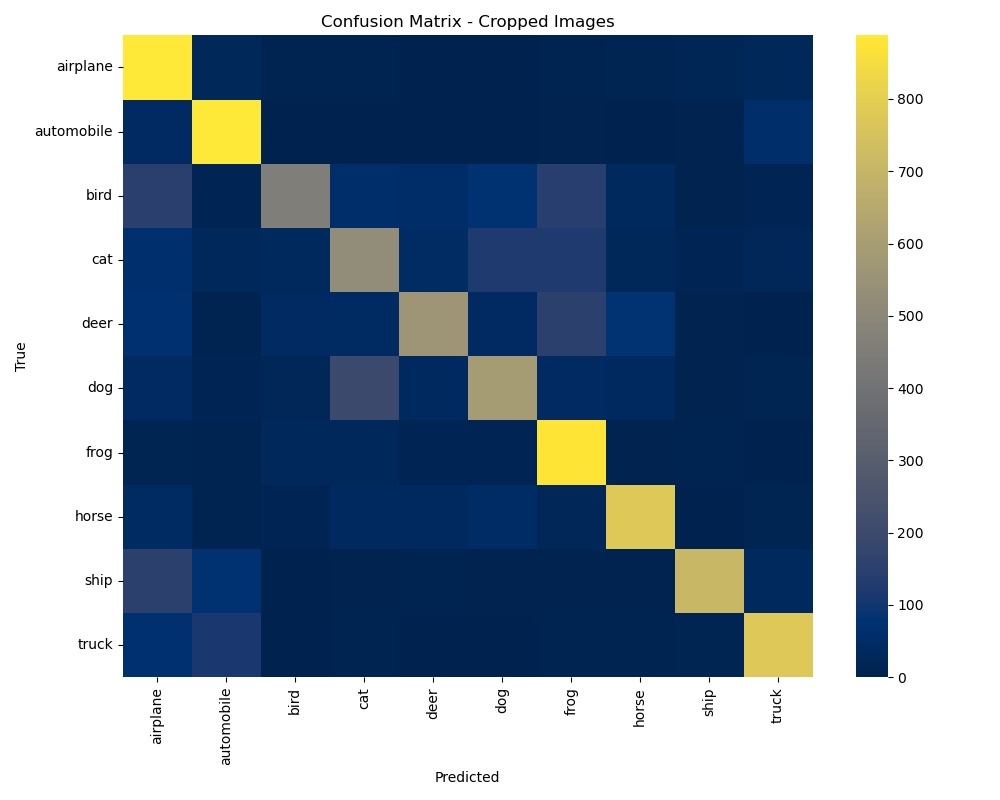 Confusion Matrix - Cropped Images
True
airplane
automobile
bird
cat
deer
dog
frog
horse
ship
truck
airplane
automobile
bird
cat
deer
dog
frog
horse
ship
truck
Predicted
800
700
600
500
400
300
200
100
0